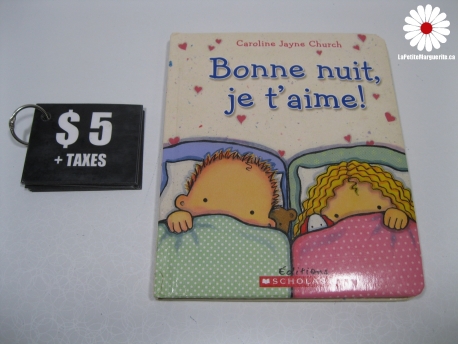 LaPetiteMarguerite.ca
Caroline Jayne Church
Bonne nuit,
je t'aime!
$5
+ TAXES
Éditions
SCHOLASTIC